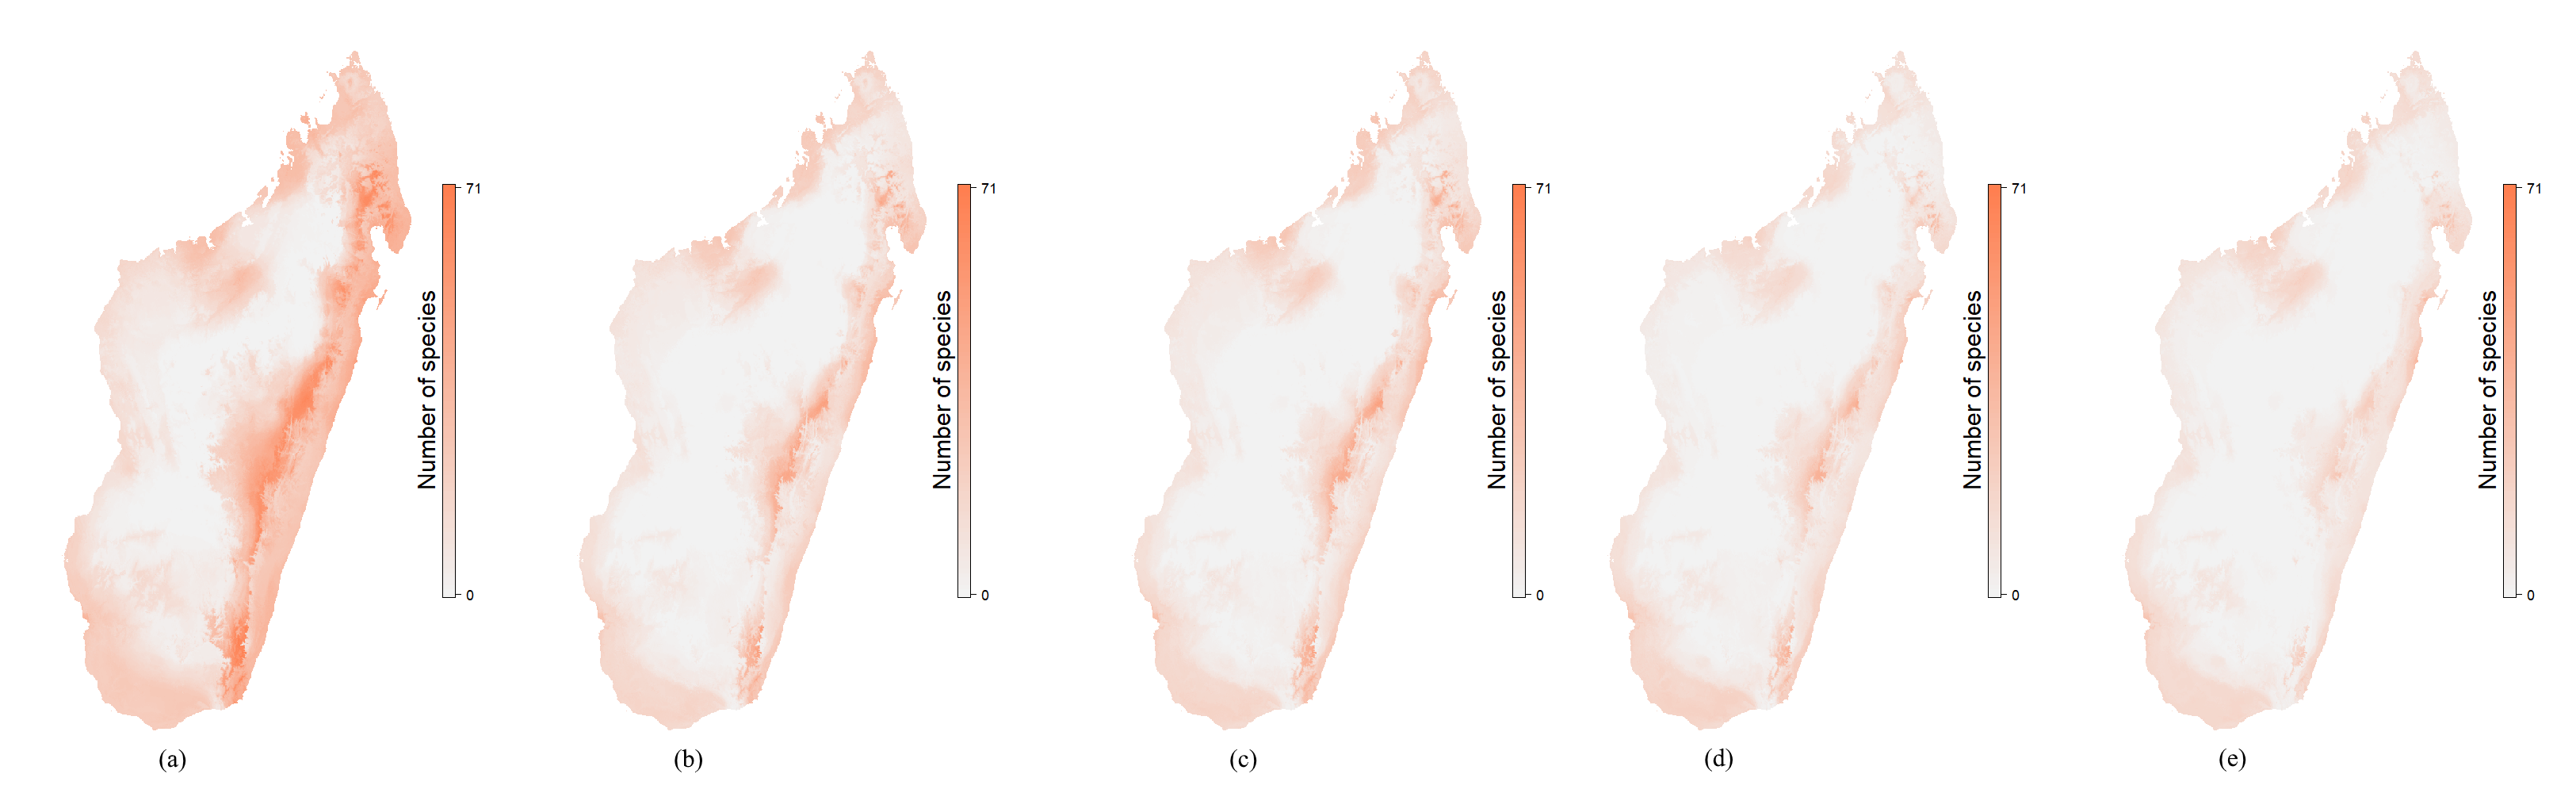 71
Number of species
0
(a)
71
Number of species
0
(b)
71
Number of species
0
(c)
71
Number of species
0
(d)
71
Number of species
0
(e)